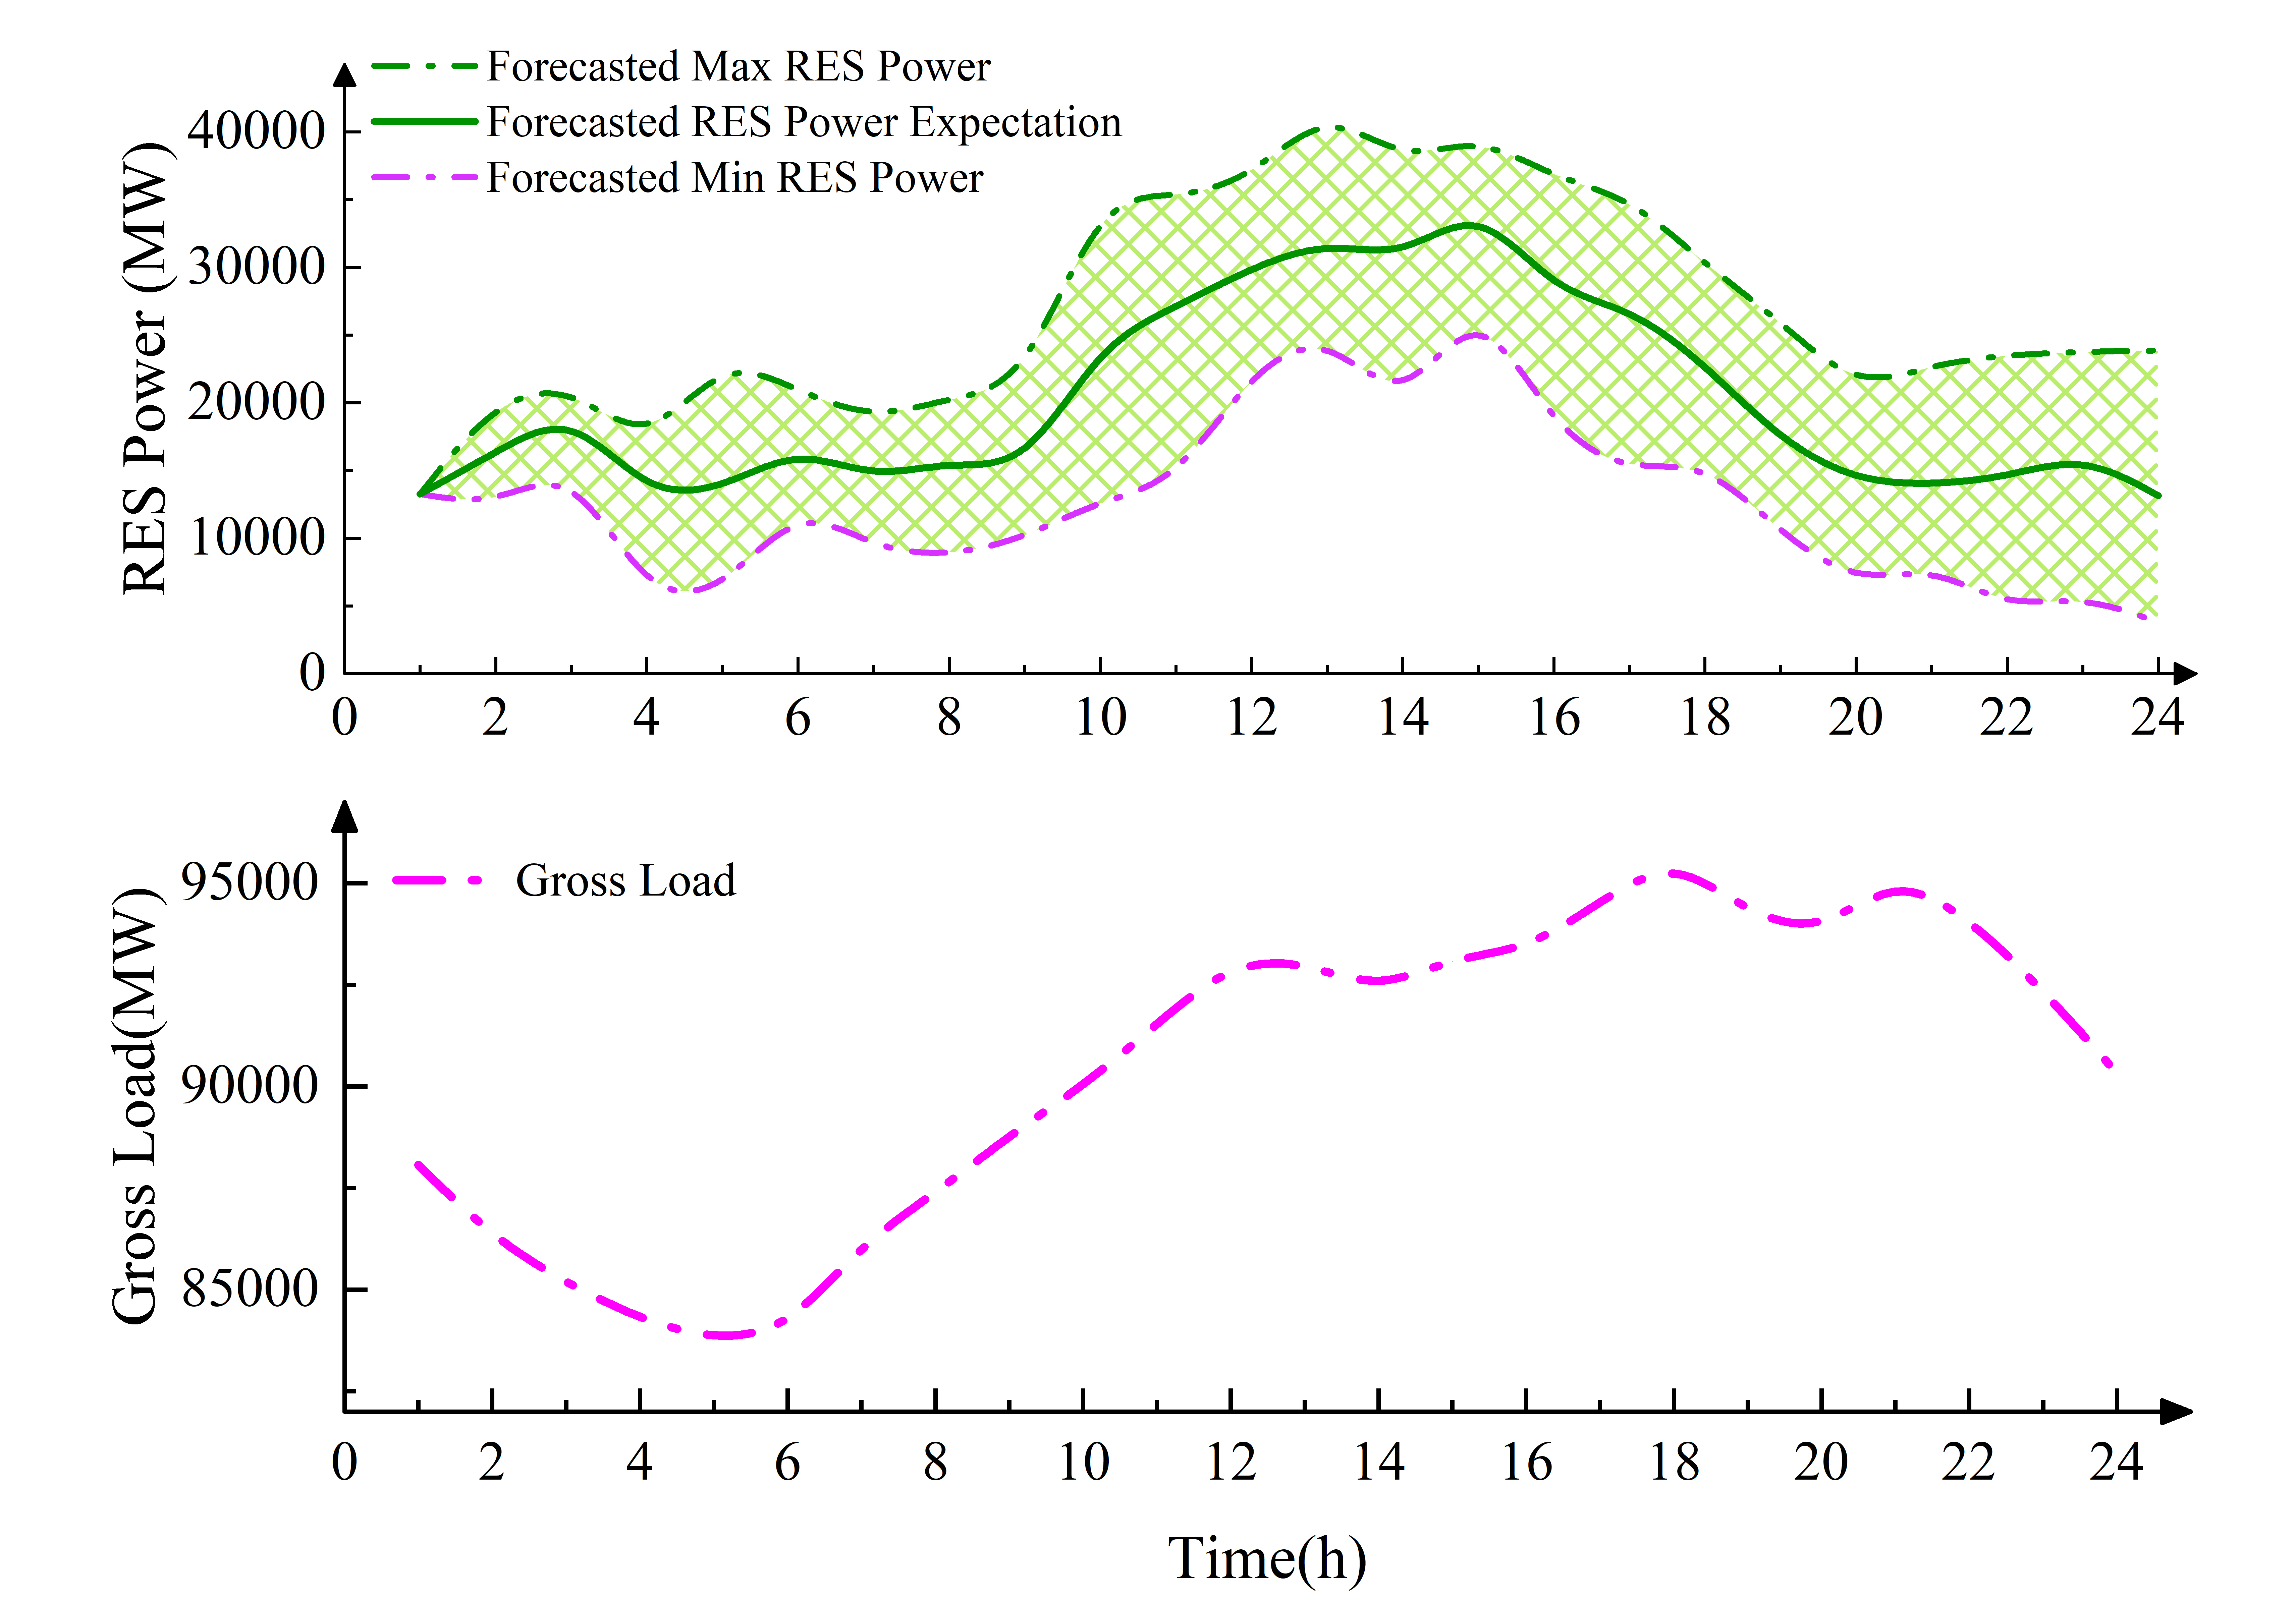 Forecasted Max RES Power
Forecasted RES Power Expectation
Forecasted Min RES Power
RES Power (MW)
40000
30000
20000
10000
0
0 2 4 6 8 10 12 14 16 18 20 22 24
Gross Load
Gross Load(MW)
95000
90000
85000
0 2 4 6 8 10 12 14 16 18 20 22 24
Time(h)